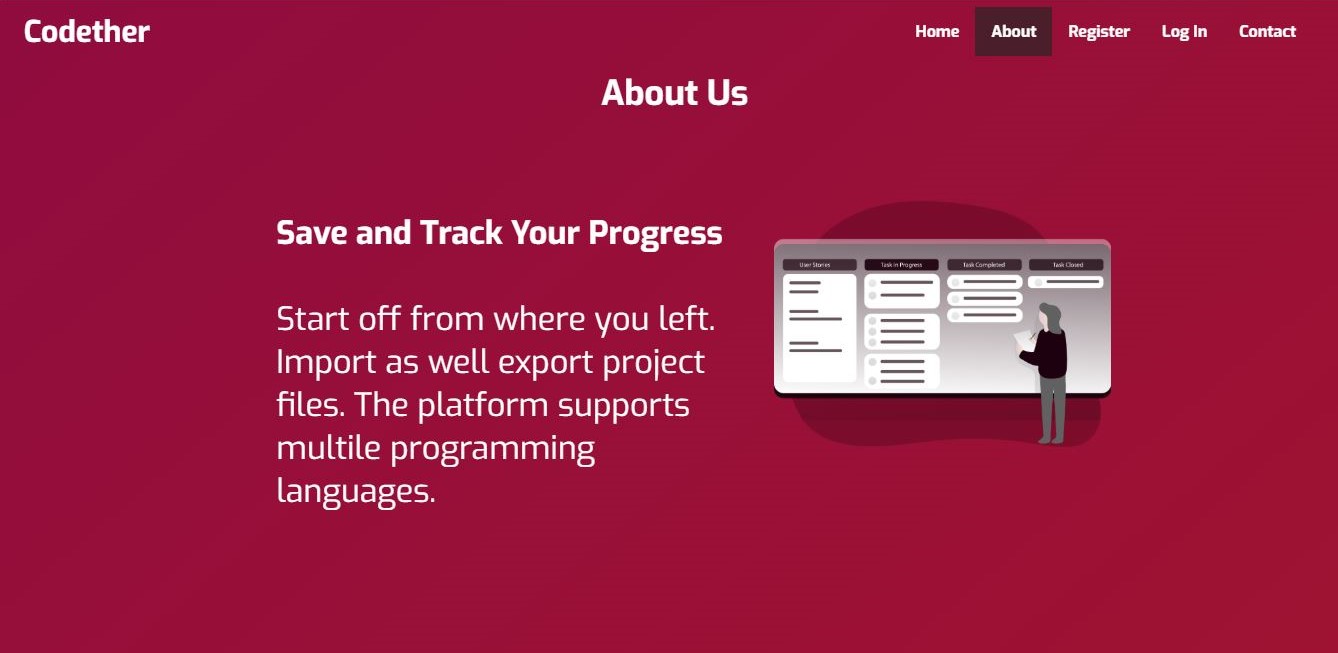 Codether
Home About Register Log In Contact
About Us
Save and Track Your Progress
Start off from where you left.
Import as well export project
files. The platform supports
multile programming
languages.
User Stories Task in Progress Task Completed Task Closed